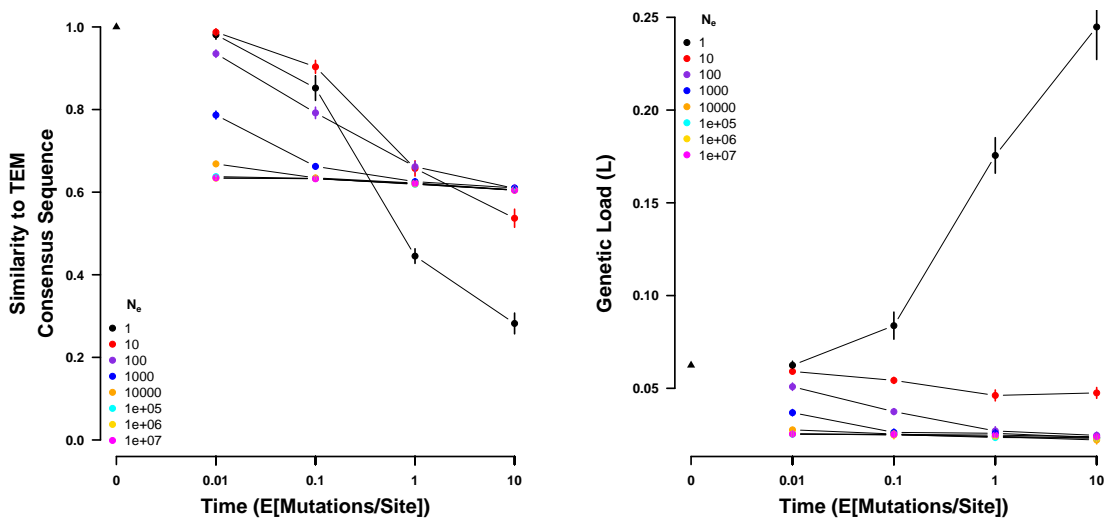 Similarity to TEM
Consensus Sequence
1.0
0.8
0.6
0.4
0.2
0.0
Ne
1
10
100
1000
10000
1e+05
1e+06
1e+07
0
0.01
0.1
1
10
Time (E[Mutations/Site])
Genetic Load (L)
0.25
0.20
0.15
0.10
0.05
Ne
1
10
100
1000
10000
1e+05
1e+06
1e+07
0
0.01
0.1
1
10
Time (E[Mutations/Site])